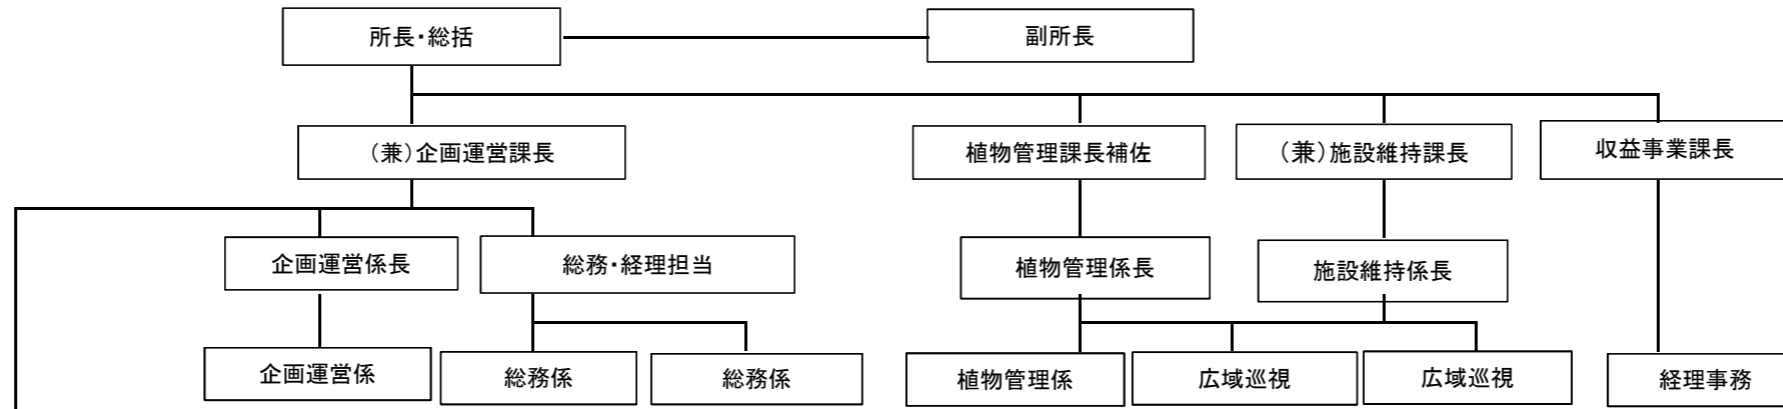 所長・総括
副所長
（兼）企画運営課長
植物管理課長補佐
（兼）施設維持課長
収益事業課長
企画運営係長
総務・経理担当
植物管理係長
施設維持係長
企画運営係
総務係
総務係
植物管理係
広域巡視
広域巡視
経理事務